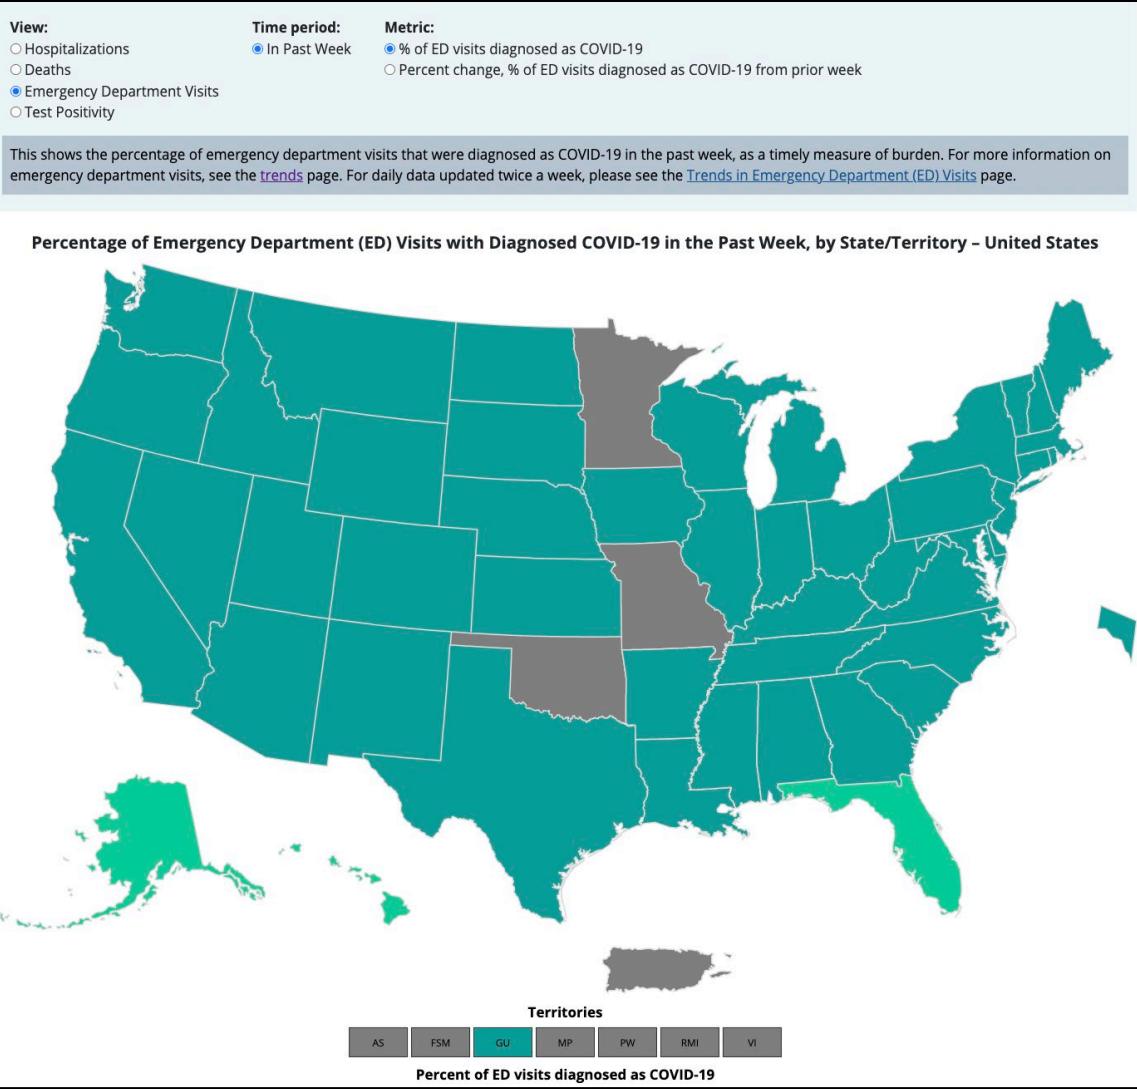 View:
Time period:
Metric:
Hospitalizations
In Past Week
% of ED visits diagnosed as COVID-19
Deaths
Percent change, % of ED visits diagnosed as COVID-19 from prior week
Emergency Department Visits
Test Positivity
This shows the percentage of emergency department visits that were diagnosed as COVID-19 in the past week, as a timely measure of burden. For more information on
emergency department visits, see the trends page. For daily data updated twice a week, please see the Trends in Emergency Department (ED) Visits page.
Percentage of Emergency Department (ED) Visits with Diagnosed COVID-19 in the Past Week, by State/Territory – United States
Territories
AS FSM GU MP PW RMI VI
Percent of ED visits diagnosed as COVID-19